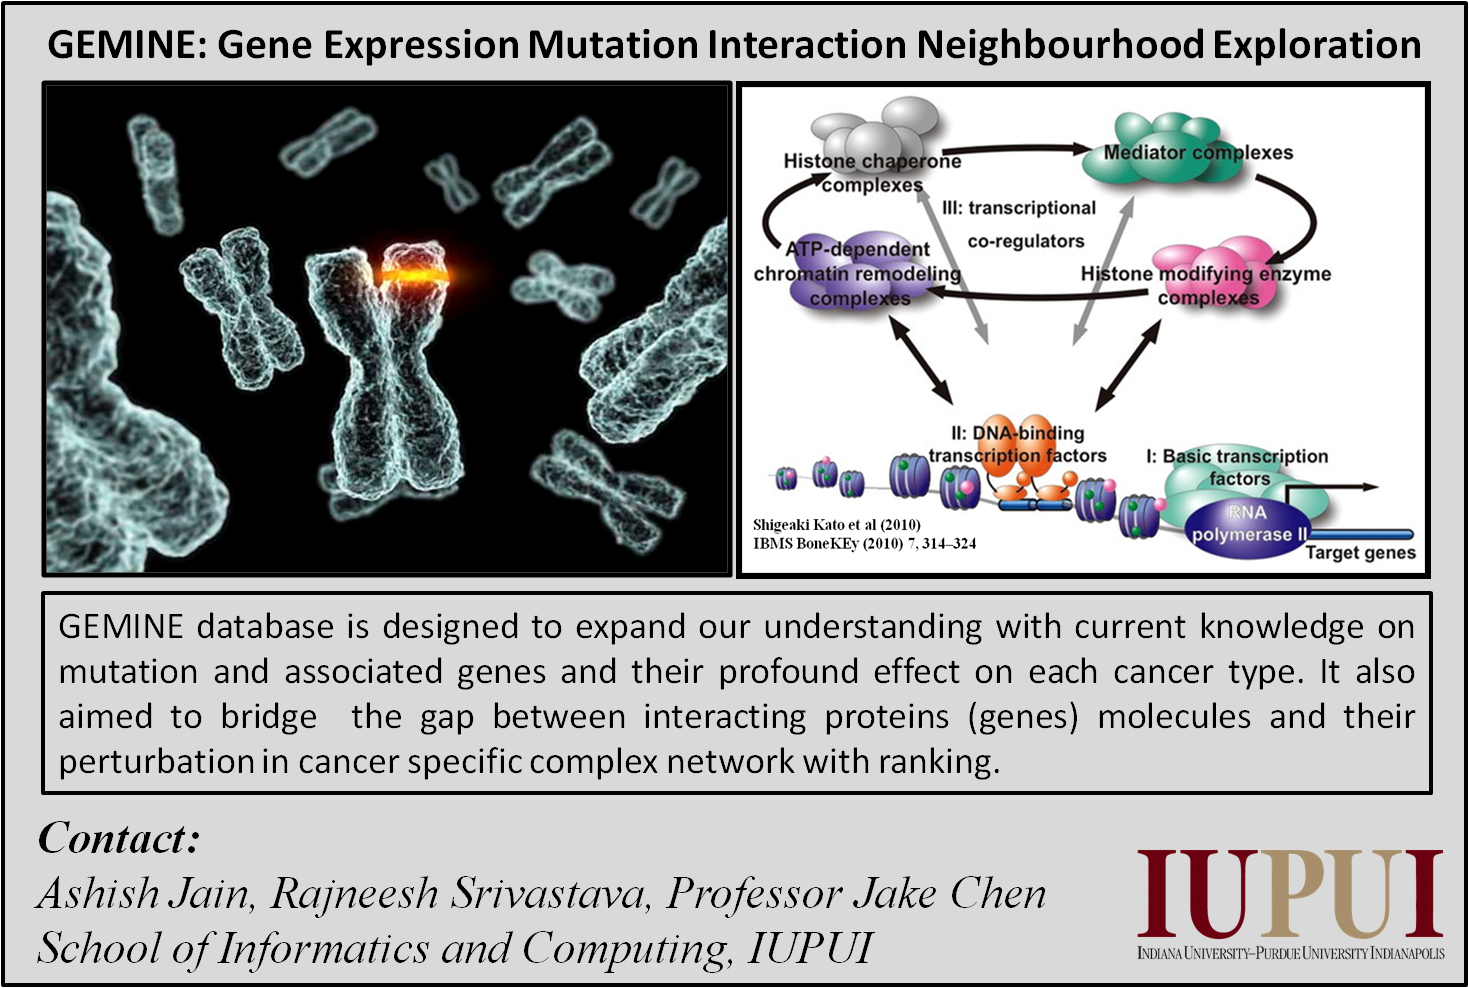 GEMINE: Gene Expression Mutation Interaction Neighbourhood Exploration
Histone chaperone
complexes
Mediator complexes
III: transcriptional
co-regulators
ATP-dependent
chromatin remodeling
complexes
Histone modifying enzyme
complexes
II: DNA-binding
transcription factors
I: Basic transcription
factors
RNA
polymerase II
Target genes
Shigeaki Kato et al (2010)
IBMS BoneKEy (2010) 7, 314–324
GEMINE database is designed to expand our understanding with current knowledge on
mutation and associated genes and their profound effect on each cancer type. It also
aimed to bridge the gap between interacting proteins (genes) molecules and their
perturbation in cancer specific complex network with ranking.
Contact:
Ashish Jain, Rajneesh Srivastava, Professor Jake Chen
School of Informatics and Computing, IUPUI
IUPUI
INDIANA UNIVERSITY–PURDUE UNIVERSITY INDIANAPOLIS